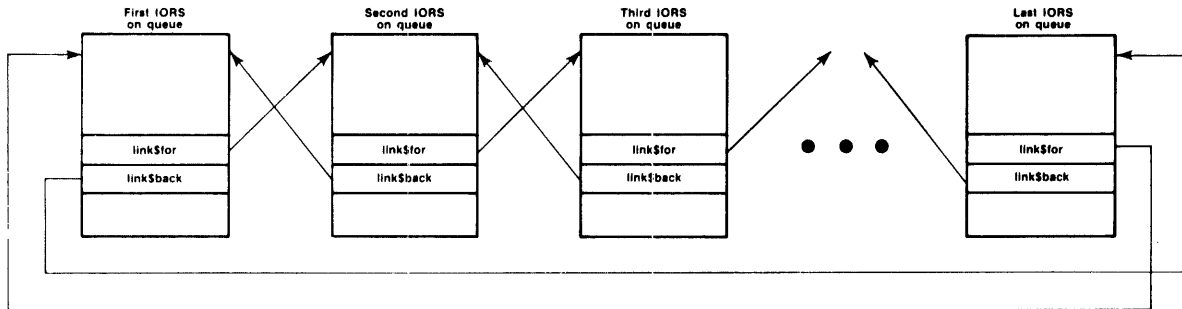 First IORS
on queue
Second IORS
on queue
Third IORS
on queue
Last IORS
on queue
link$for
link$for
link$for
link$for
link$back
link$back
link$back
link$back